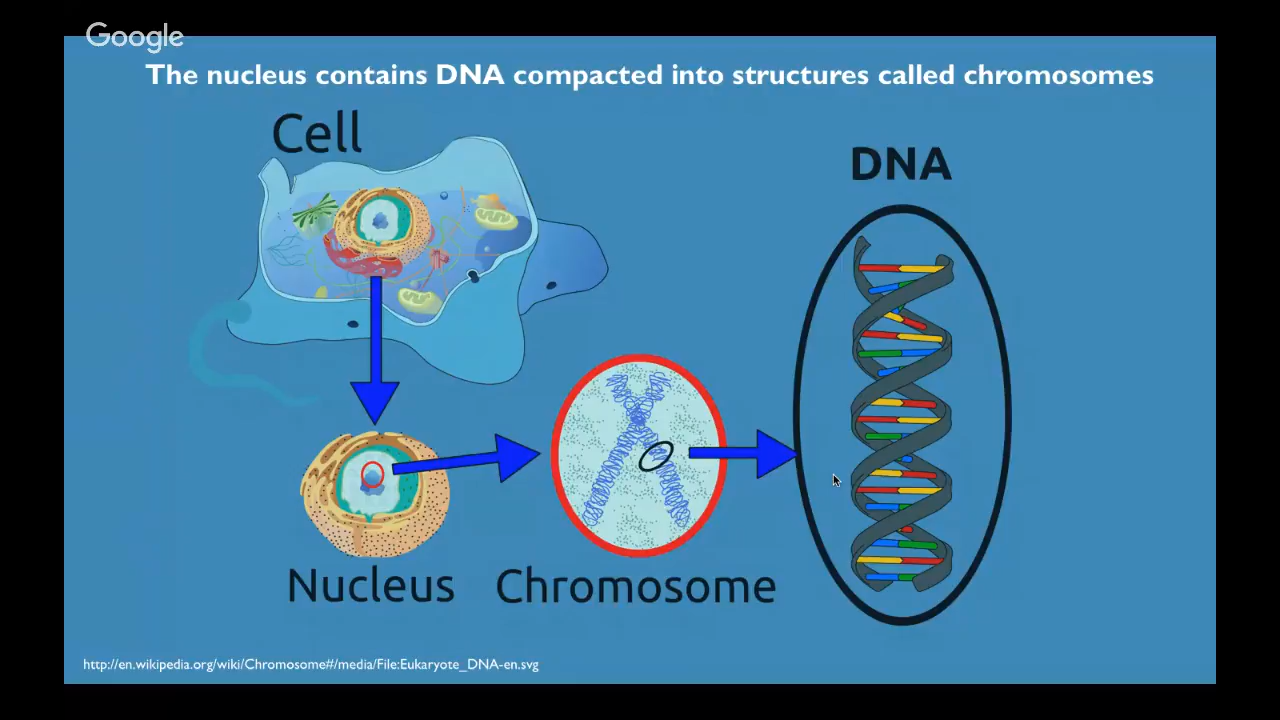 Google
The nucleus contains DNA compacted into structures called chromosomes
Cell
DNA
Nucleus
Chromosome
http://en.wikipedia.org/wiki/Chromosome#/media/File:Eukaryote_DNA-en.svg